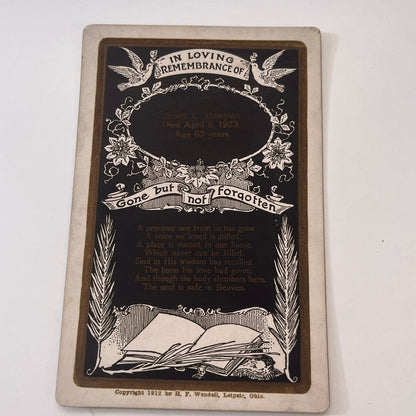 IN LOVING
REMEMBRANCE OF
C. Bowman
Died April 6, 1923
Age 63 years.
Gone but not Forgotten
A precious one from us has gone
A voice we loved is stilled;
A place is vacant in our home,
Which never can be filled.
God in His wisdom has recalled,
The boon his love had given,
And though the body slumbers here,
The soul is safe in Heaven.
Copyright 1912 by H. F. Wendell, Leipsic, Ohio.